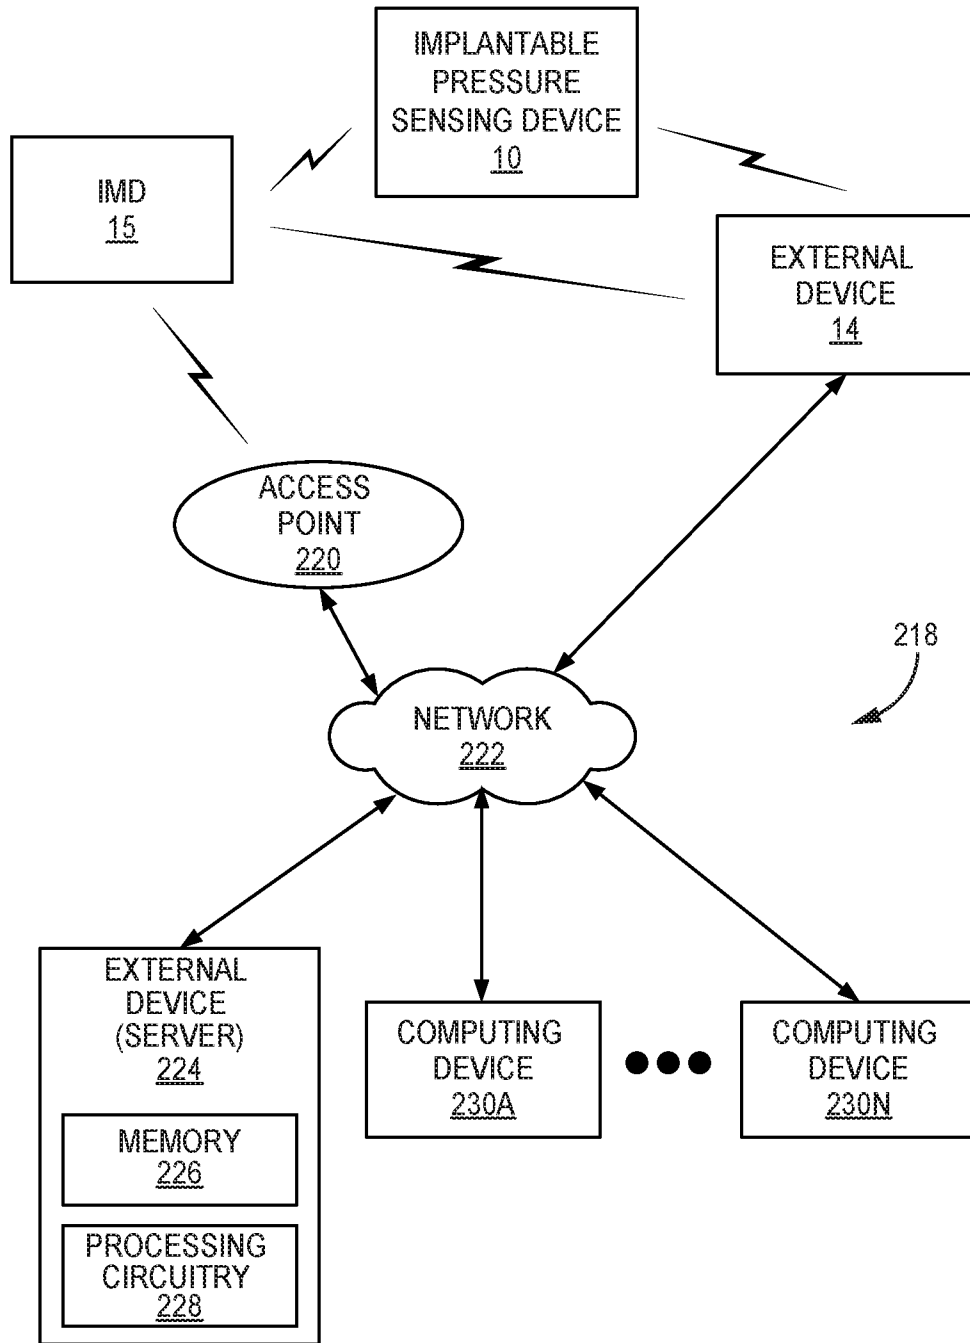 IMPLANTABLE
PRESSURE
SENSING DEVICE
10
IMD
15
EXTERNAL
DEVICE
14
ACCESS
POINT
220
218
NETWORK
222
EXTERNAL
DEVICE
(SERVER)
224
MEMORY
226
PROCESSING
CIRCUITRY
228
COMPUTING
DEVICE
230A
COMPUTING
DEVICE
230N